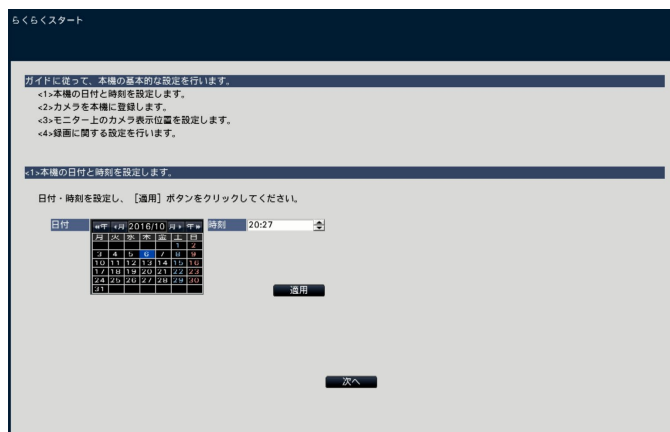 らくらくスタート
ガイドに従って、本機の基本的な設定を行います。
<1>本機の日付と時刻を設定します。
<2>カメラを本機に登録します。
<3>モニター上のカメラ表示位置を設定します。
<4>録画に関する設定を行います。
<1>本機の日付と時刻を設定します。
日付・時刻を設定し、［適用］ボタンをクリックしてください。
日付 «年 ‹月 2016/10 月› 年» 時刻 20:27
月 火 水 木 金 土 日
1 2
3 4 5 6 7 8 9
10 11 12 13 14 15 16
17 18 19 20 21 22 23
24 25 26 27 28 29 30
31
適用
次へ